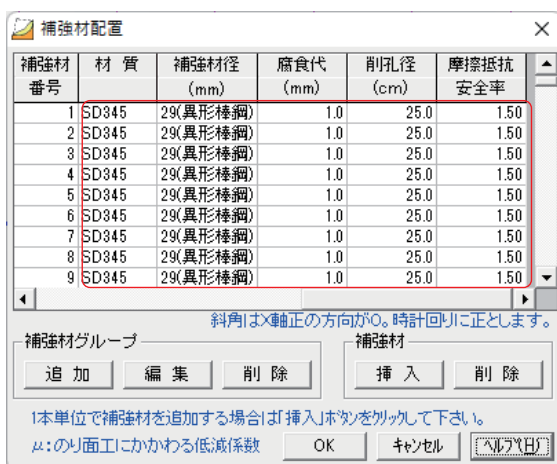 補強材配置
補強材 材 質 補強材径 腐食代 削孔径 摩擦抵抗
番号 (mm) (mm) (cm) 安全率
1 SD345 29(異形棒鋼) 1.0 25.0 1.50
2 SD345 29(異形棒鋼) 1.0 25.0 1.50
3 SD345 29(異形棒鋼) 1.0 25.0 1.50
4 SD345 29(異形棒鋼) 1.0 25.0 1.50
5 SD345 29(異形棒鋼) 1.0 25.0 1.50
6 SD345 29(異形棒鋼) 1.0 25.0 1.50
7 SD345 29(異形棒鋼) 1.0 25.0 1.50
8 SD345 29(異形棒鋼) 1.0 25.0 1.50
9 SD345 29(異形棒鋼) 1.0 25.0 1.50
斜角はX軸正の方向が0。時計回りに正とします。
補強材グループ 補強材
追 加 編 集 削 除 挿 入 削 除
1本単位で補強材を追加する場合は「挿入」ボタンをクリックして下さい。
μ:のり面工にかかわる低減係数 OK キャンセル ヘルプ(H)